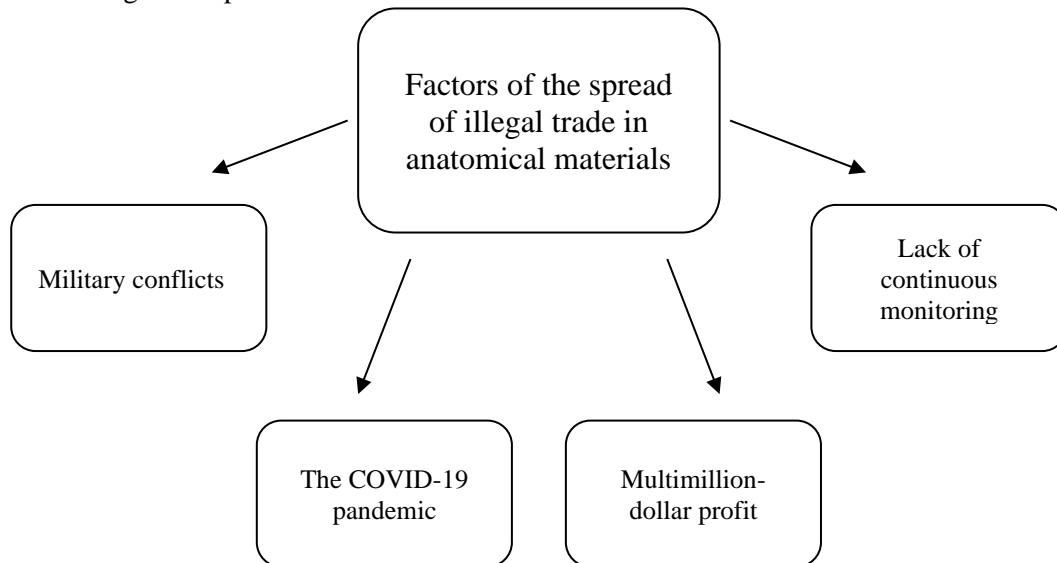 Factors of the spread
of illegal trade in
anatomical materials
Military conflicts
Lack of
continuous
monitoring
The COVID-19
pandemic
Multimillion-
dollar profit